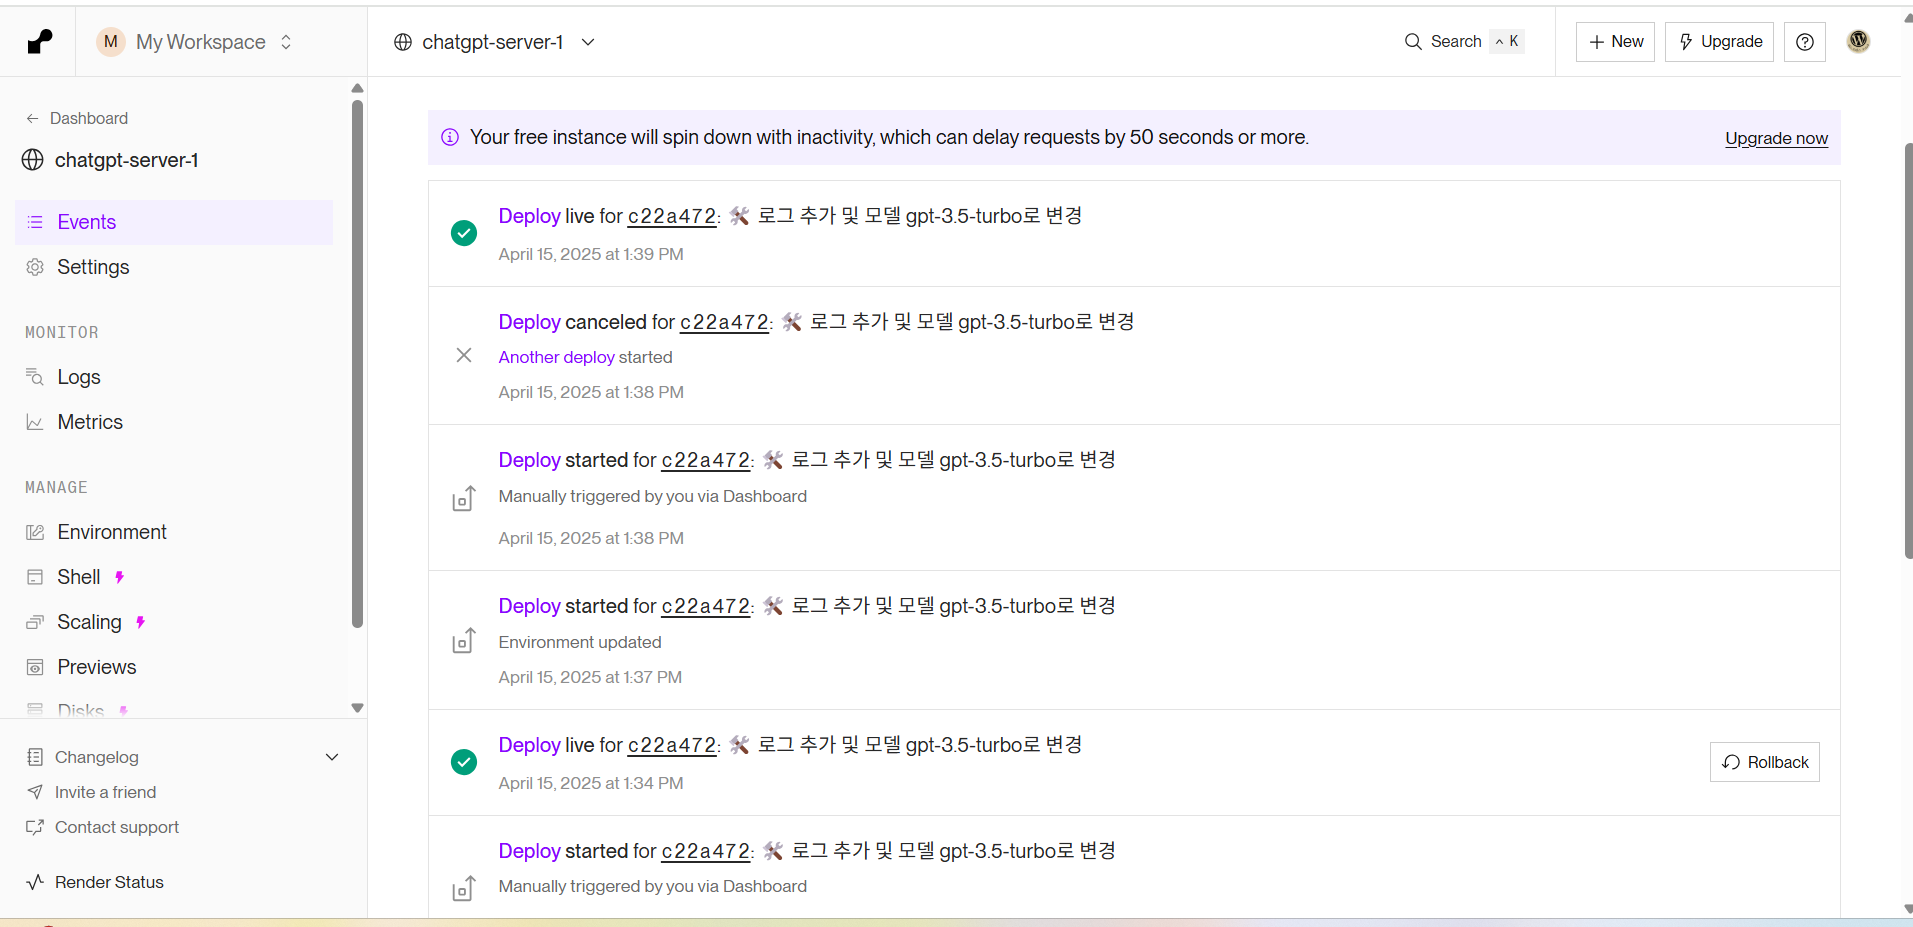 M My Workspace
chatgpt-server-1
Search ^ K
+ New
Upgrade
← Dashboard
chatgpt-server-1
Events
Settings
MONITOR
Logs
Metrics
MANAGE
Environment
Shell
Scaling
Previews
Disks
Changelog
Invite a friend
Contact support
Render Status
Your free instance will spin down with inactivity, which can delay requests by 50 seconds or more.
Upgrade now
Deploy live for c22a472: 🛠️ 로그 추가 및 모델 gpt-3.5-turbo로 변경
April 15, 2025 at 1:39 PM
Deploy canceled for c22a472: 🛠️ 로그 추가 및 모델 gpt-3.5-turbo로 변경
Another deploy started
April 15, 2025 at 1:38 PM
Deploy started for c22a472: 🛠️ 로그 추가 및 모델 gpt-3.5-turbo로 변경
Manually triggered by you via Dashboard
April 15, 2025 at 1:38 PM
Deploy started for c22a472: 🛠️ 로그 추가 및 모델 gpt-3.5-turbo로 변경
Environment updated
April 15, 2025 at 1:37 PM
Deploy live for c22a472: 🛠️ 로그 추가 및 모델 gpt-3.5-turbo로 변경
April 15, 2025 at 1:34 PM
Rollback
Deploy started for c22a472: 🛠️ 로그 추가 및 모델 gpt-3.5-turbo로 변경
Manually triggered by you via Dashboard